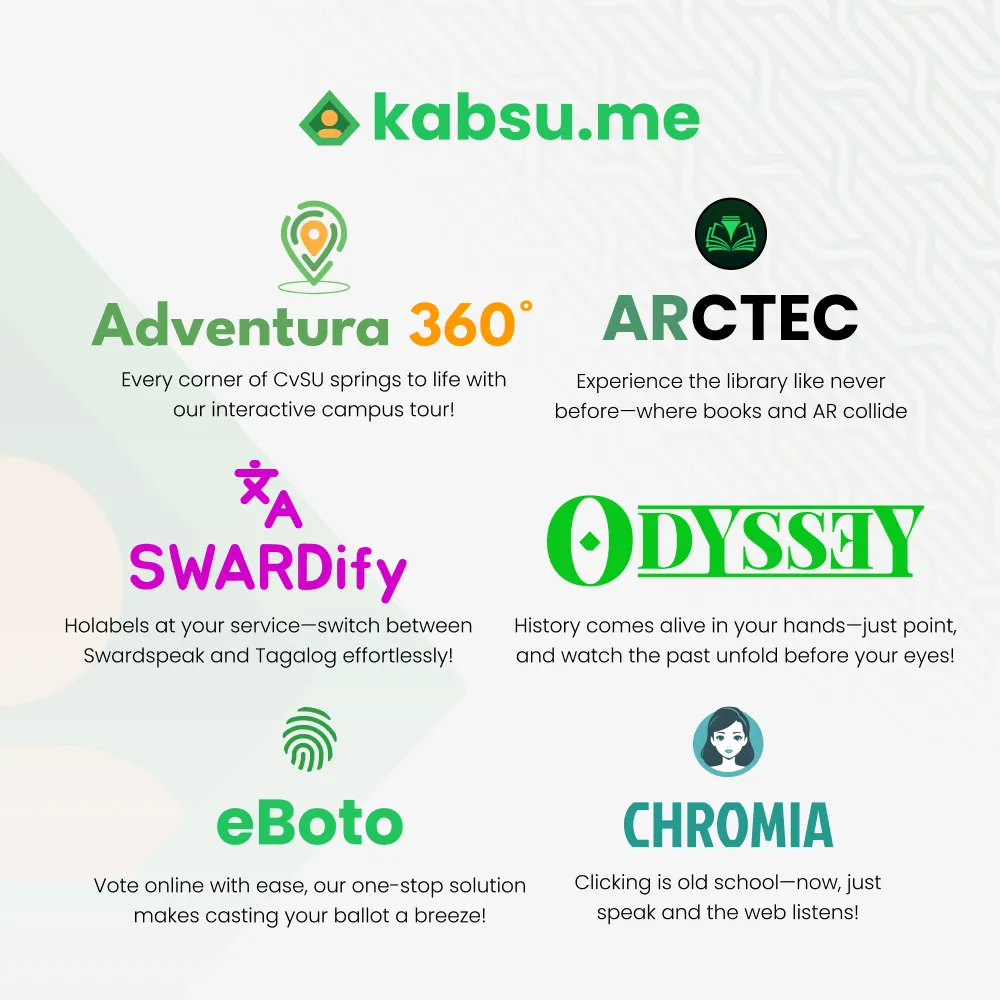 kabsu.me
Adventura 360°
Every corner of CvSU springs to life with
our interactive campus tour!
ARCTEC
Experience the library like never
before—where books and AR collide
SWARDify
Holabels at your service—switch between
Swardspeak and Tagalog effortlessly!
ODYSSEY
History comes alive in your hands—just point,
and watch the past unfold before your eyes!
eBoto
Vote online with ease, our one-stop solution
makes casting your ballot a breeze!
CHROMIA
Clicking is old school—now, just
speak and the web listens!